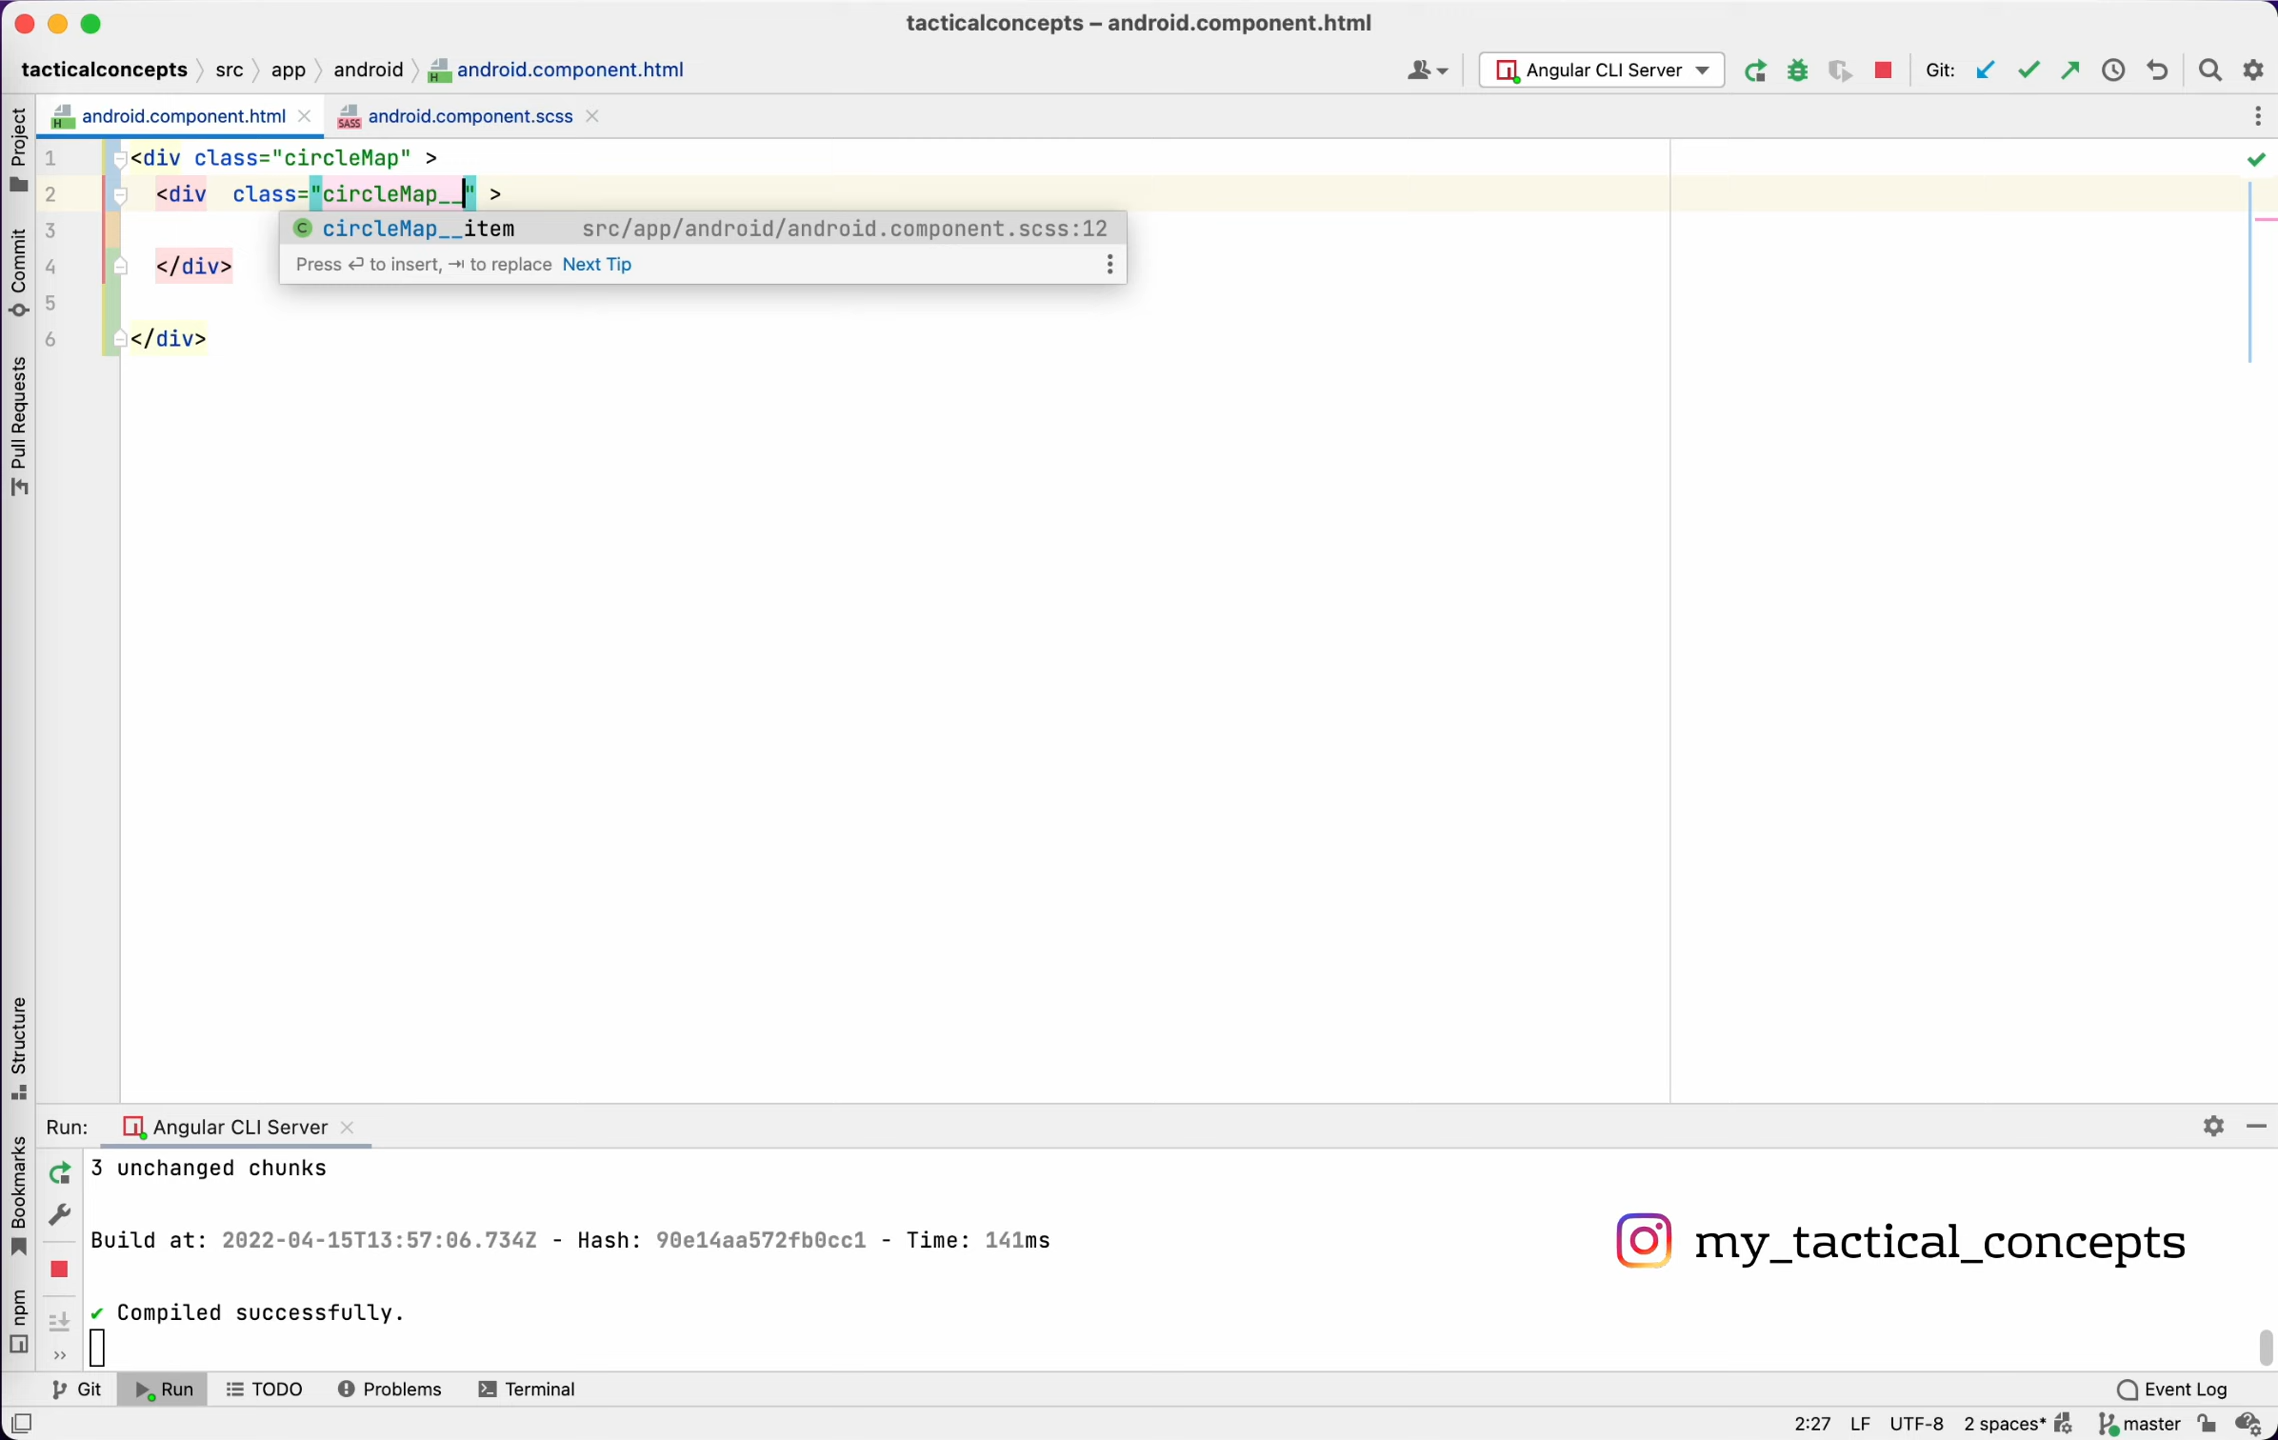 tacticalconcepts – android.component.html
tacticalconcepts src app android android.component.html
Angular CLI Server Git:
android.component.html android.component.scss
Project
Commit
Pull Requests
Structure
Bookmarks
npm
1 <div class="circleMap" >
2 <div  class="circleMap__" >
circleMap__item src/app/android/android.component.scss:12
3
Press ⏎ to insert, ⇥ to replace Next Tip
4 </div>
5
6 </div>
Run: Angular CLI Server
3 unchanged chunks
Build at: 2022-04-15T13:57:06.734Z - Hash: 90e14aa572fb0cc1 - Time: 141ms
my_tactical_concepts
✔ Compiled successfully.
Git Run TODO Problems Terminal Event Log
2:27 LF UTF-8 2 spaces* master